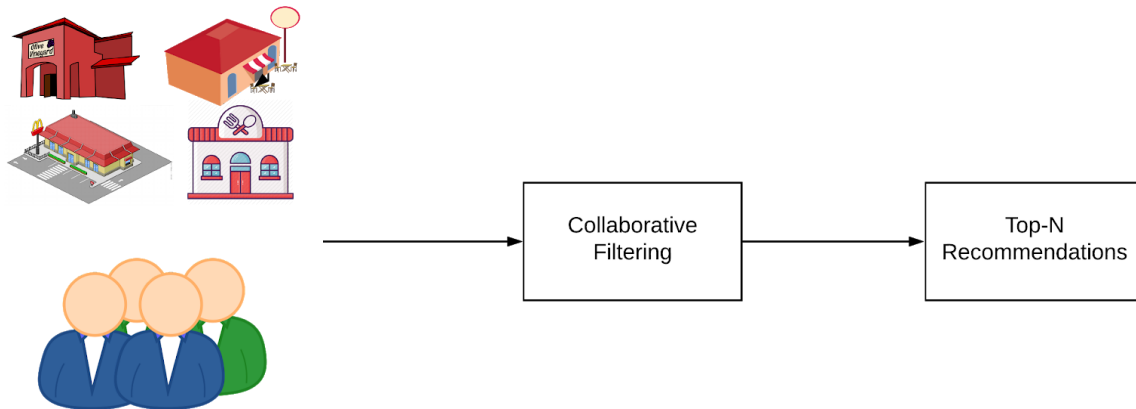 Olive
Vineyard
Collaborative
Filtering
Top-N
Recommendations